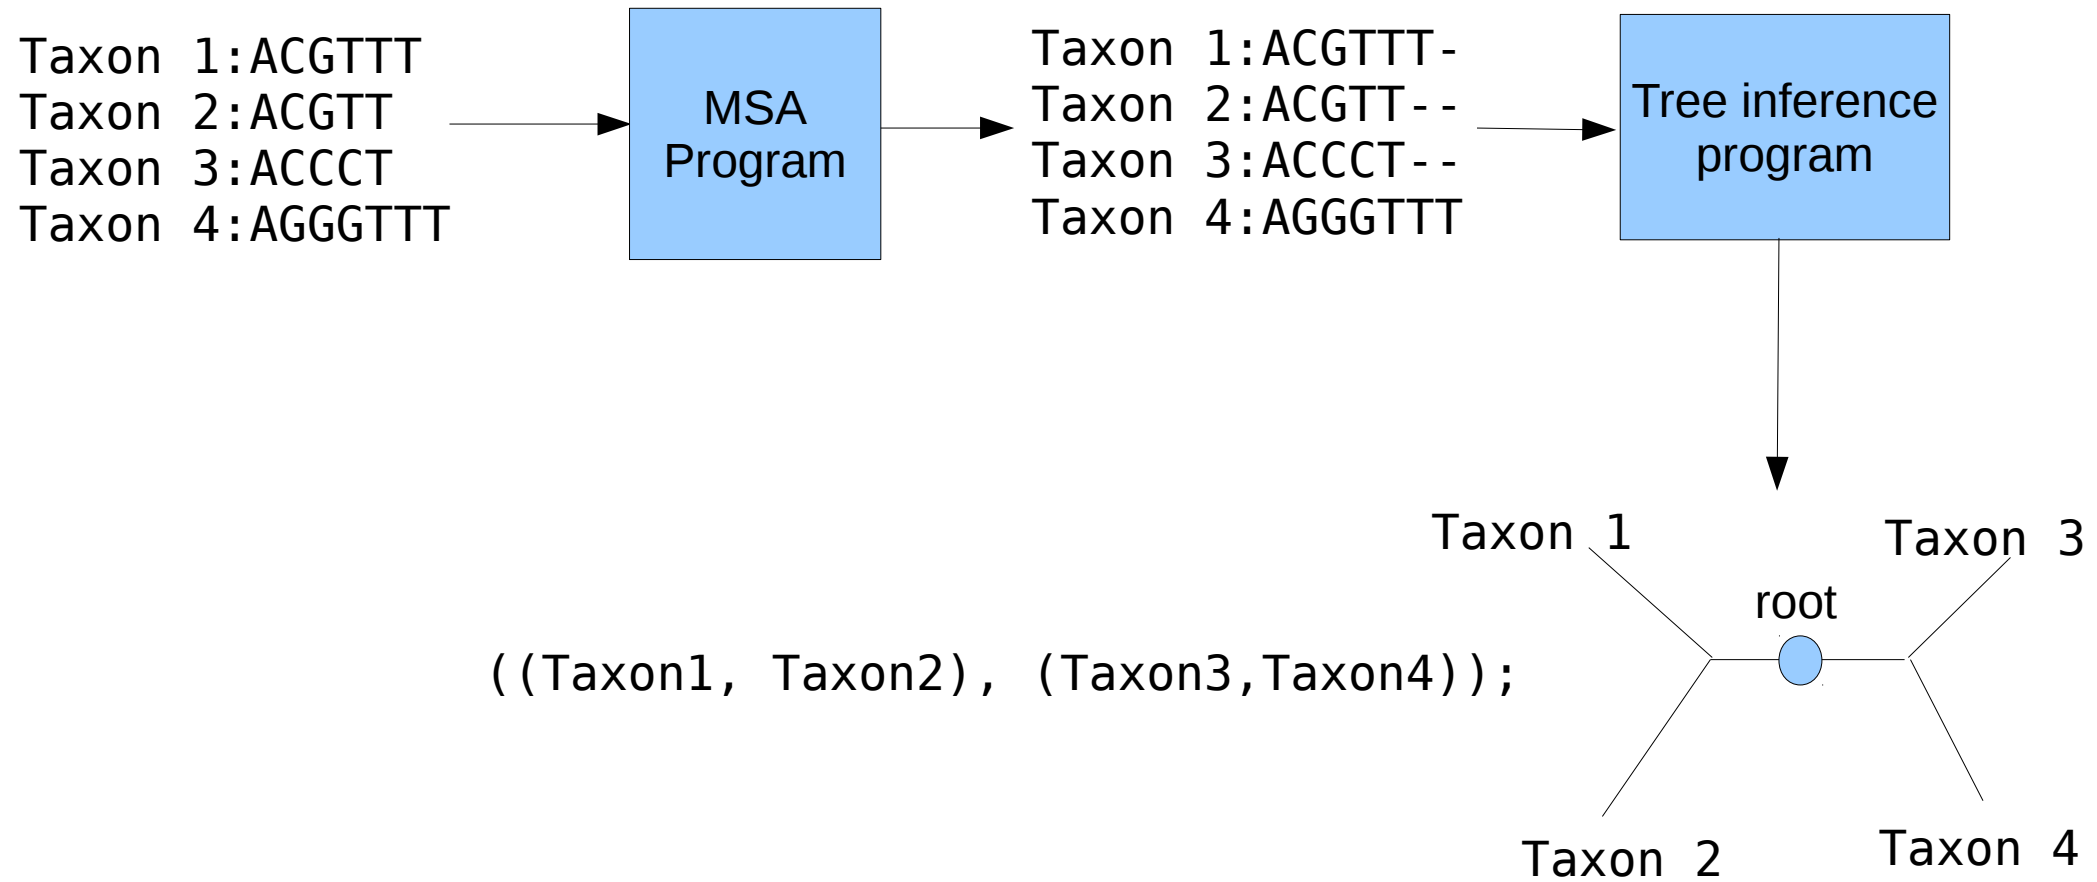 Taxon 1:ACGTTT
Taxon 2:ACGTT
Taxon 3:ACCCT
Taxon 4:AGGGTTT
MSA
Program
Taxon 1:ACGTTT-
Taxon 2:ACGTT--
Taxon 3:ACCCT--
Taxon 4:AGGGTTT
Tree inference
program
Taxon 1
Taxon 3
root
((Taxon1, Taxon2), (Taxon3,Taxon4));
Taxon 2
Taxon 4